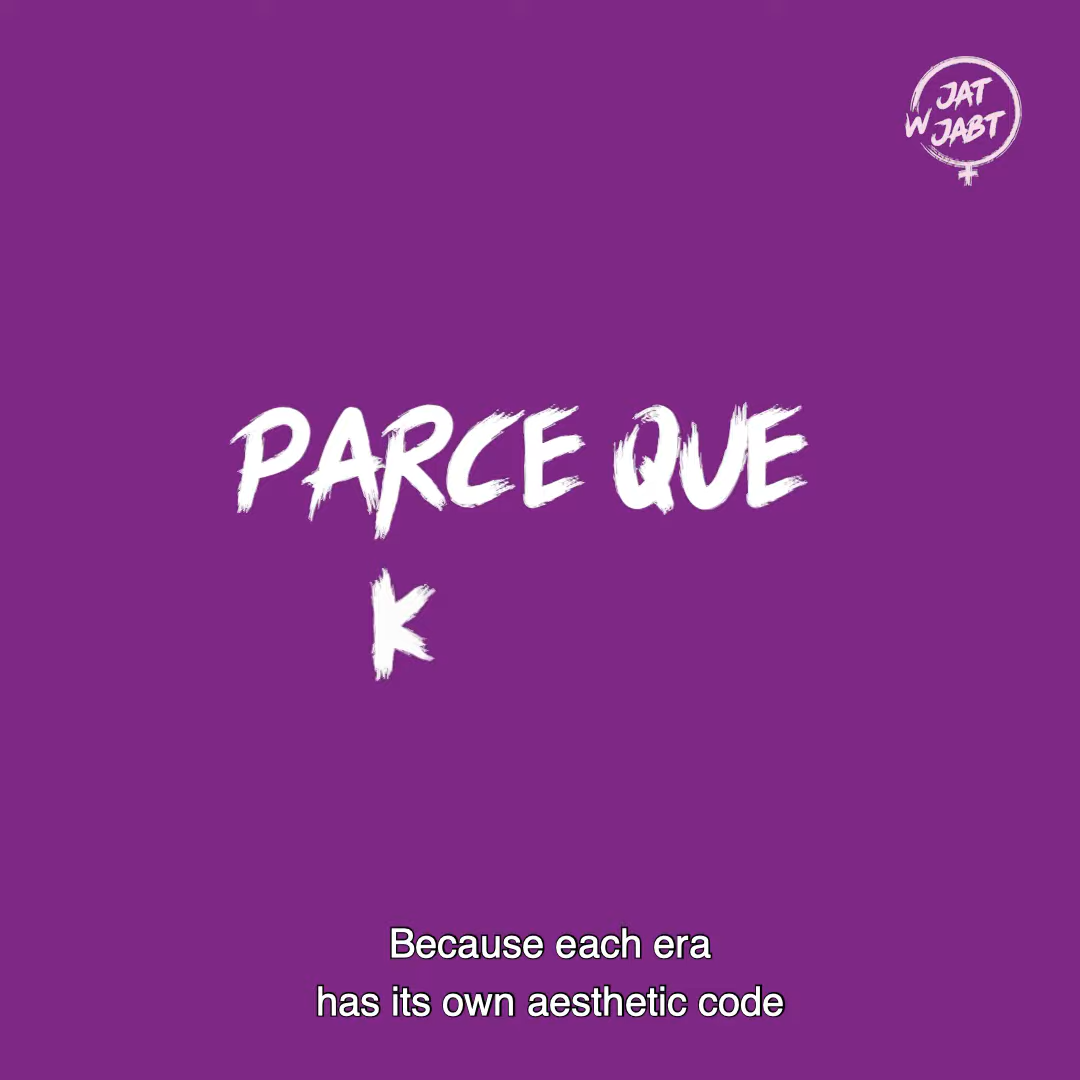 JAT
W JABT
PARCE QUE
K
Because each era
has its own aesthetic code